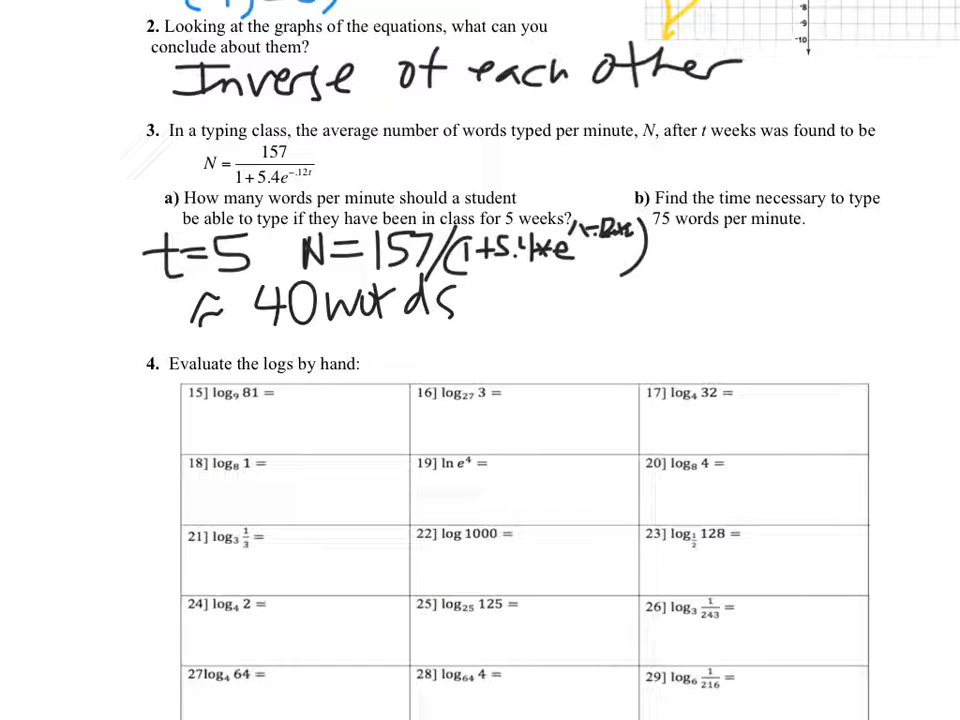 2. Looking at the graphs of the equations, what can you
conclude about them?
Inverse of each other
-8
-9
-10
3. In a typing class, the average number of words typed per minute, N, after t weeks was found to be
N = 157 / 1 + 5.4e^-.12t
a) How many words per minute should a student
be able to type if they have been in class for 5 weeks?
b) Find the time necessary to type
75 words per minute.
t=5 N=157/(1+5.4*e^
≈ 40 words
4. Evaluate the logs by hand:
15] log₉ 81 =
16] log₂₇ 3 =
17] log₄ 32 =
18] log₈ 1 =
19] ln e⁴ =
20] log₈ 4 =
21] log₃ 1/3 =
22] log 1000 =
23] log_1/2 128 =
24] log₄ 2 =
25] log₂₅ 125 =
26] log₃ 1/243 =
27log₄ 64 =
28] log₆₄ 4 =
29] log₆ 1/216 =